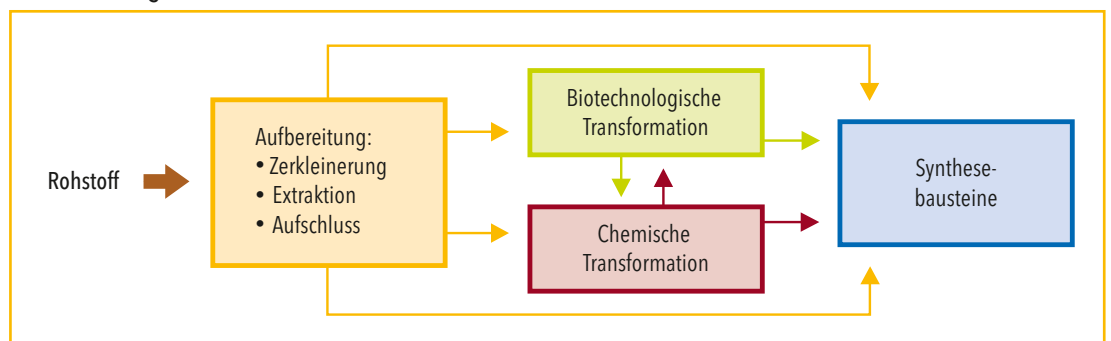 Rohstoff
Aufbereitung:
• Zerkleinerung
• Extraktion
• Aufschluss
Biotechnologische
Transformation
Chemische
Transformation
Synthese-
bausteine